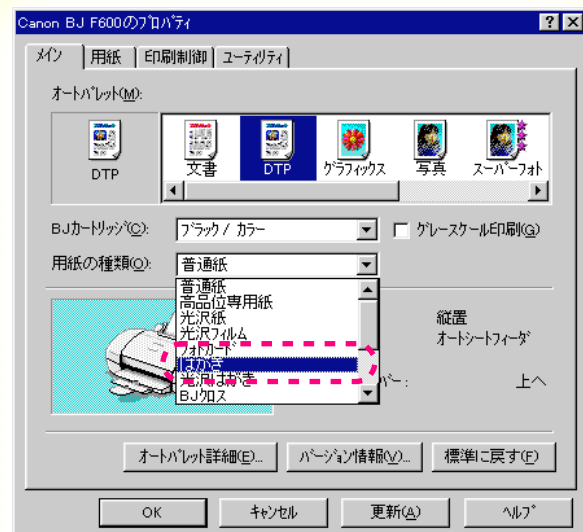 Canon BJ F600のﾌﾟﾛﾊﾟﾃｨ
ﾒｲﾝ 用紙 印刷制御 ﾕｰﾃｨﾘﾃｨ
ｵｰﾄﾊﾟﾚｯﾄ(M):
DTP 文書 DTP ｸﾞﾗﾌｨｯｸｽ 写真 ｽｰﾊﾟｰﾌｫﾄ
BJｶｰﾄﾘｯｼﾞ(C): ﾌﾞﾗｯｸ / ｶﾗｰ ｸﾞﾚｰｽｹｰﾙ印刷(G)
用紙の種類(O): 普通紙
普通紙
高品位専用紙
光沢紙
光沢ﾌｨﾙﾑ
ﾌｫﾄｶｰﾄﾞ
はがき
光沢はがき
BJｸﾛｽ
縦置
ｵｰﾄｼｰﾄﾌｨｰﾀﾞ
ﾊﾞｰ: 上へ
ｵｰﾄﾊﾟﾚｯﾄ詳細(E)... ﾊﾞｰｼﾞｮﾝ情報(V)... 標準に戻す(F)
OK ｷｬﾝｾﾙ 更新(A) ﾍﾙﾌﾟ